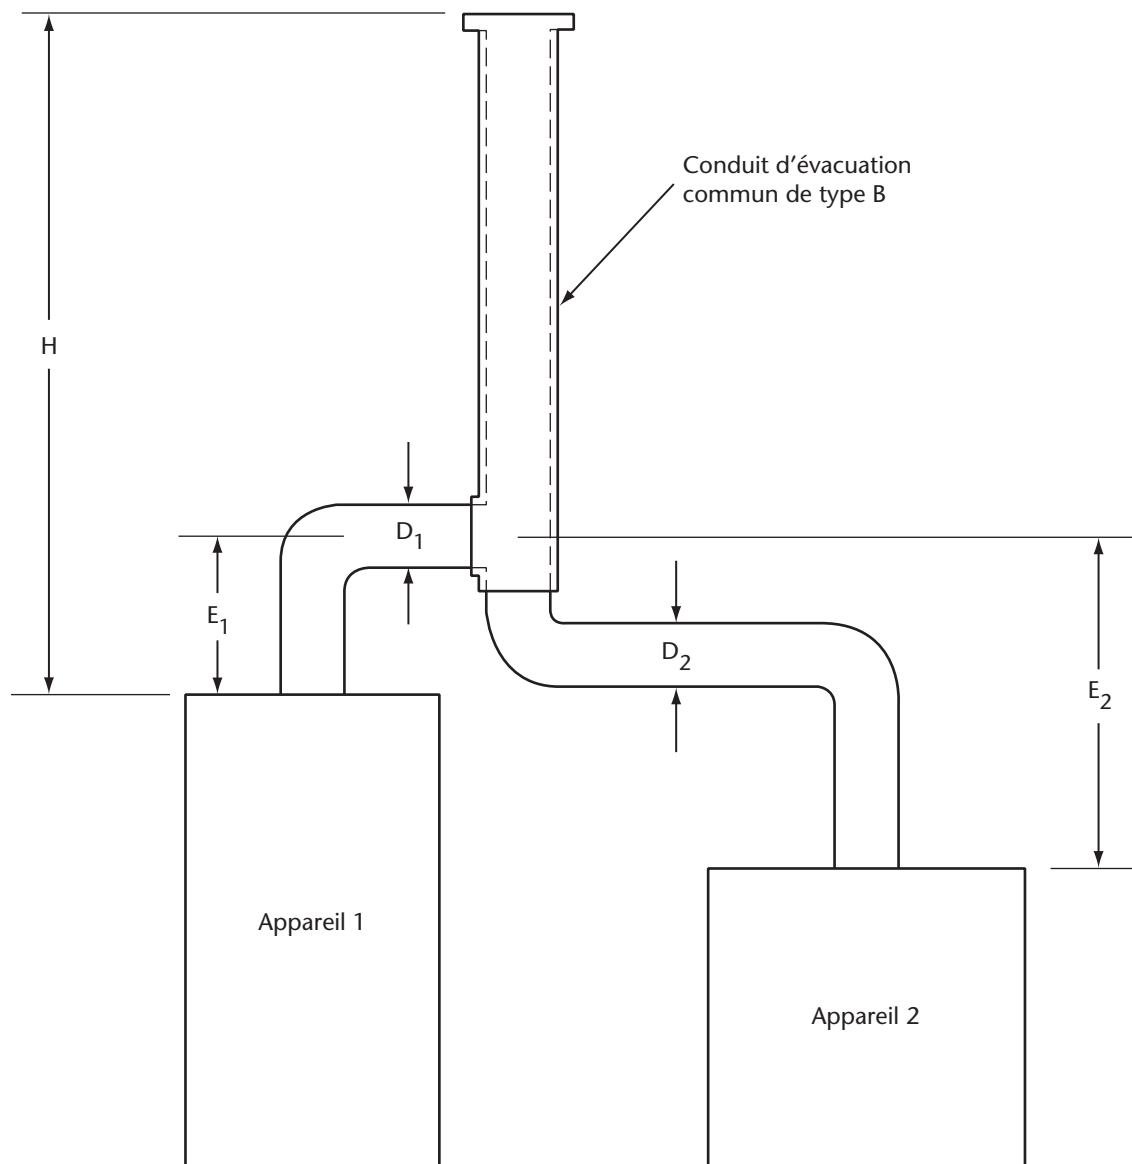 Conduit d’évacuation
commun de type B
H
D1
E1
D2
E2
Appareil 1
Appareil 2